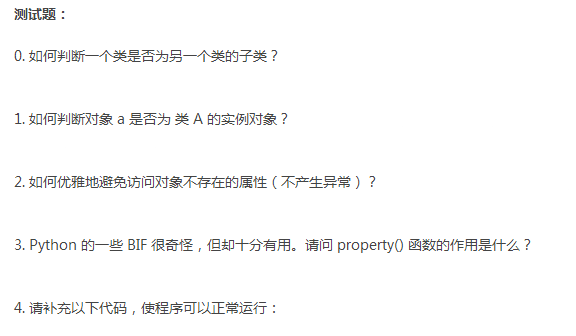 测试题：
0. 如何判断一个类是否为另一个类的子类？
1. 如何判断对象 a 是否为 类 A 的实例对象？
2. 如何优雅地避免访问对象不存在的属性（不产生异常）？
3. Python 的一些 BIF 很奇怪，但却十分有用。请问 property() 函数的作用是什么？
4. 请补充以下代码，使程序可以正常运行：